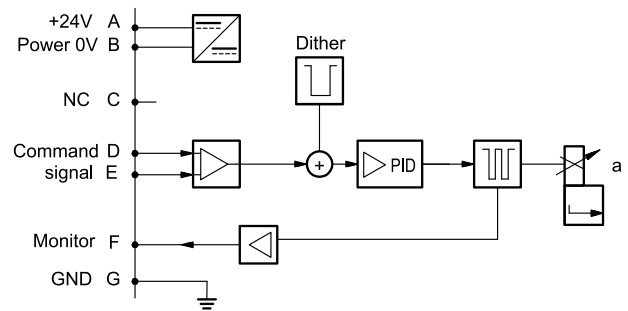 +24V A
Power 0V B
Dither
NC C
Command D
signal E
+
PID
a
Monitor F
GND G